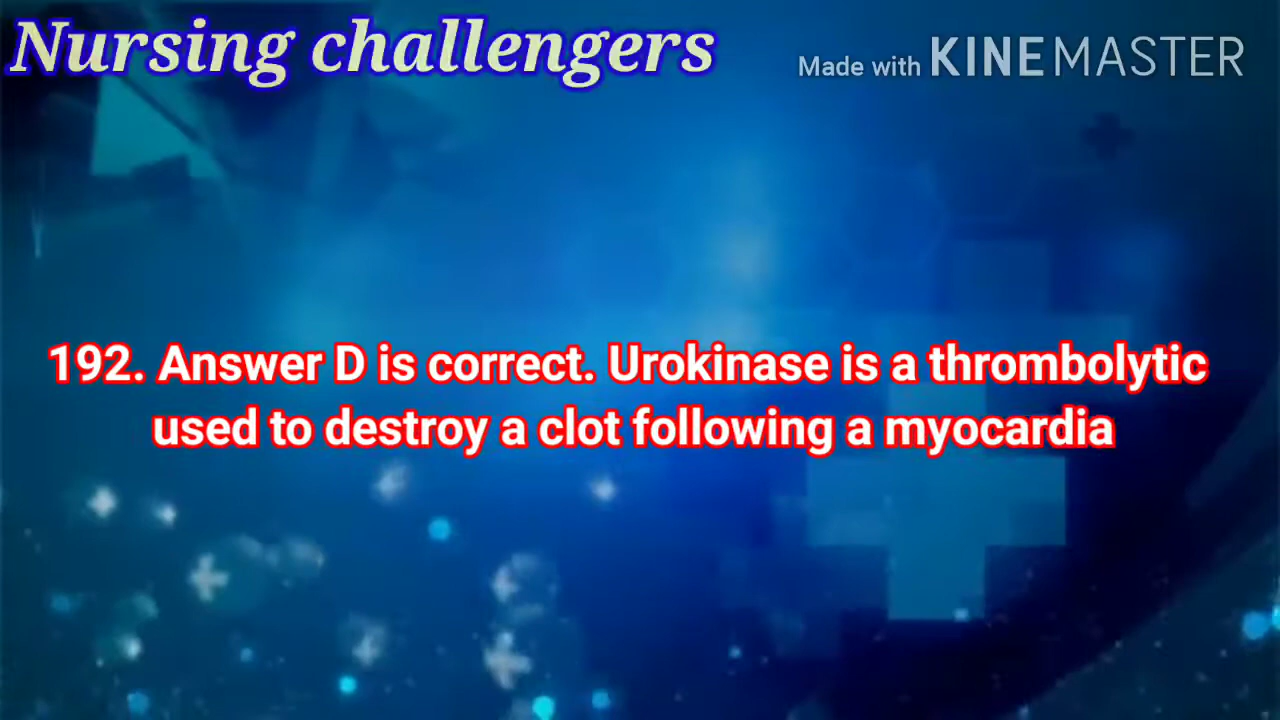 Nursing challengers
Made with KINEMASTER
192. Answer D is correct. Urokinase is a thrombolytic
used to destroy a clot following a myocardia